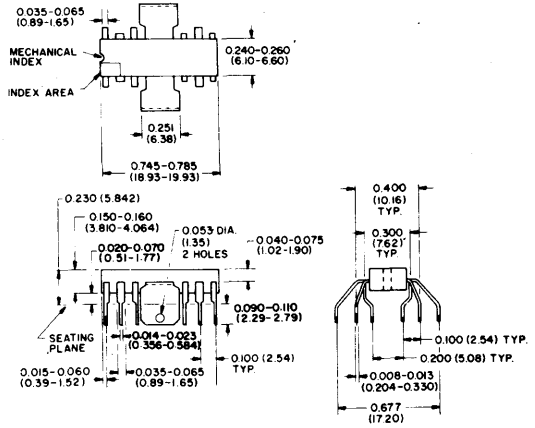 0.035-0.065
(0.89-1.65)
MECHANICAL
INDEX
INDEX AREA
0.240-0.260
(6.10-6.60)
0.251
(6.38)
0.745-0.785
(18.93-19.93)
0.230 (5.842)
0.150-0.160
(3.810-4.064)
0.020-0.070
(0.51-1.77)
0.053 DIA.
(1.35)
2 HOLES
0.040-0.075
(1.02-1.90)
0.090-0.110
(2.29-2.79)
SEATING
PLANE
0.014-0.023
(0.356-0.584)
0.100 (2.54)
TYP.
0.015-0.060
(0.39-1.52)
0.035-0.065
(0.89-1.65)
0.400
(10.16)
TYP.
0.300
(7.62)
TYP.
0.100 (2.54) TYP.
0.200 (5.08) TYP.
0.008-0.013
(0.204-0.330)
0.677
(17.20)